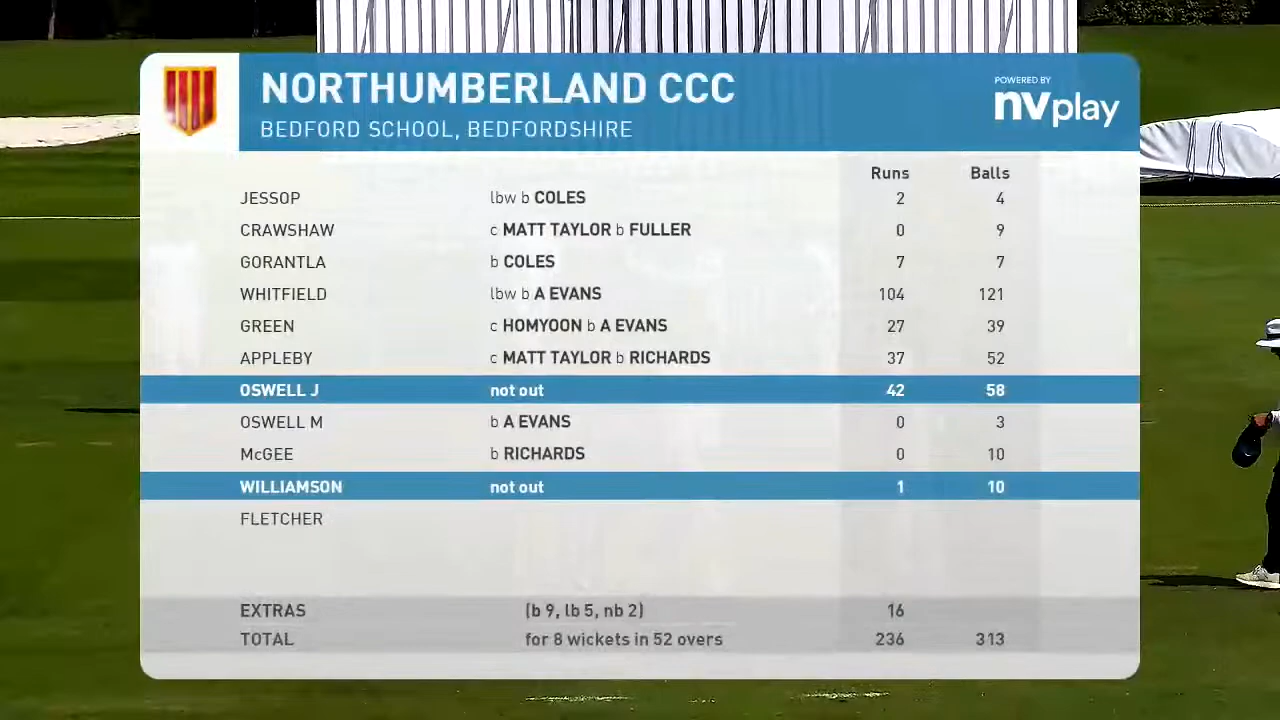 NORTHUMBERLAND CCC
BEDFORD SCHOOL, BEDFORDSHIRE
POWERED BY
nvplay
Runs Balls
JESSOP lbw b COLES 2 4
CRAWSHAW c MATT TAYLOR b FULLER 0 9
GORANTLA b COLES 7 7
WHITFIELD lbw b A EVANS 104 121
GREEN c HOMYOON b A EVANS 27 39
APPLEBY c MATT TAYLOR b RICHARDS 37 52
OSWELL J not out 42 58
OSWELL M b A EVANS 0 3
McGEE b RICHARDS 0 10
WILLIAMSON not out 1 10
FLETCHER
EXTRAS (b 9, lb 5, nb 2) 16
TOTAL for 8 wickets in 52 overs 236 313